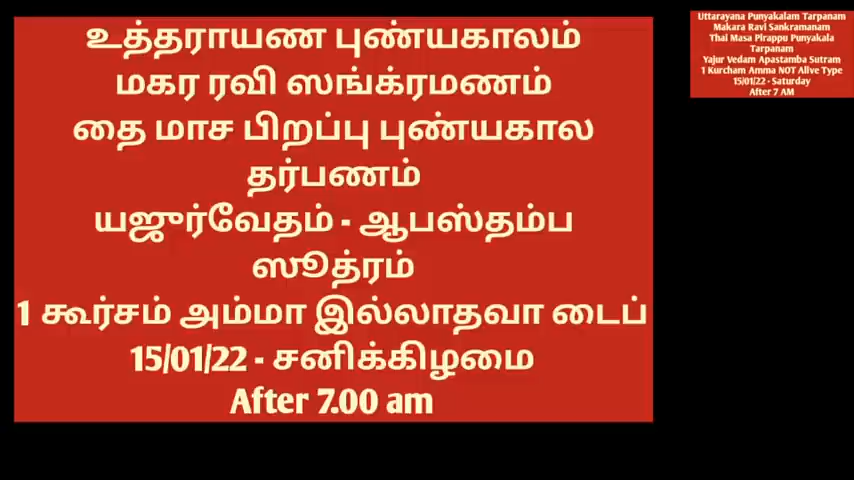 உத்தராயண புண்யகாலம்
மகர ரவி ஸங்க்ரமணம்
தை மாச பிறப்பு புண்யகால
தர்பணம்
யஜுர்வேதம் - ஆபஸ்தம்ப
ஸூத்ரம்
1 கூர்சம் அம்மா இல்லாதவா டைப்
15/01/22 - சனிக்கிழமை
After 7.00 am
Uttarayana Punyakalam Tarpanam
Makara Ravi Sankramanam
Thai Masa Pirappu Punyakala
Tarpanam
Yajur Vedam Apastamba Sutram
1 Kurcham Amma NOT Alive Type
15/01/22 - Saturday
After 7 AM